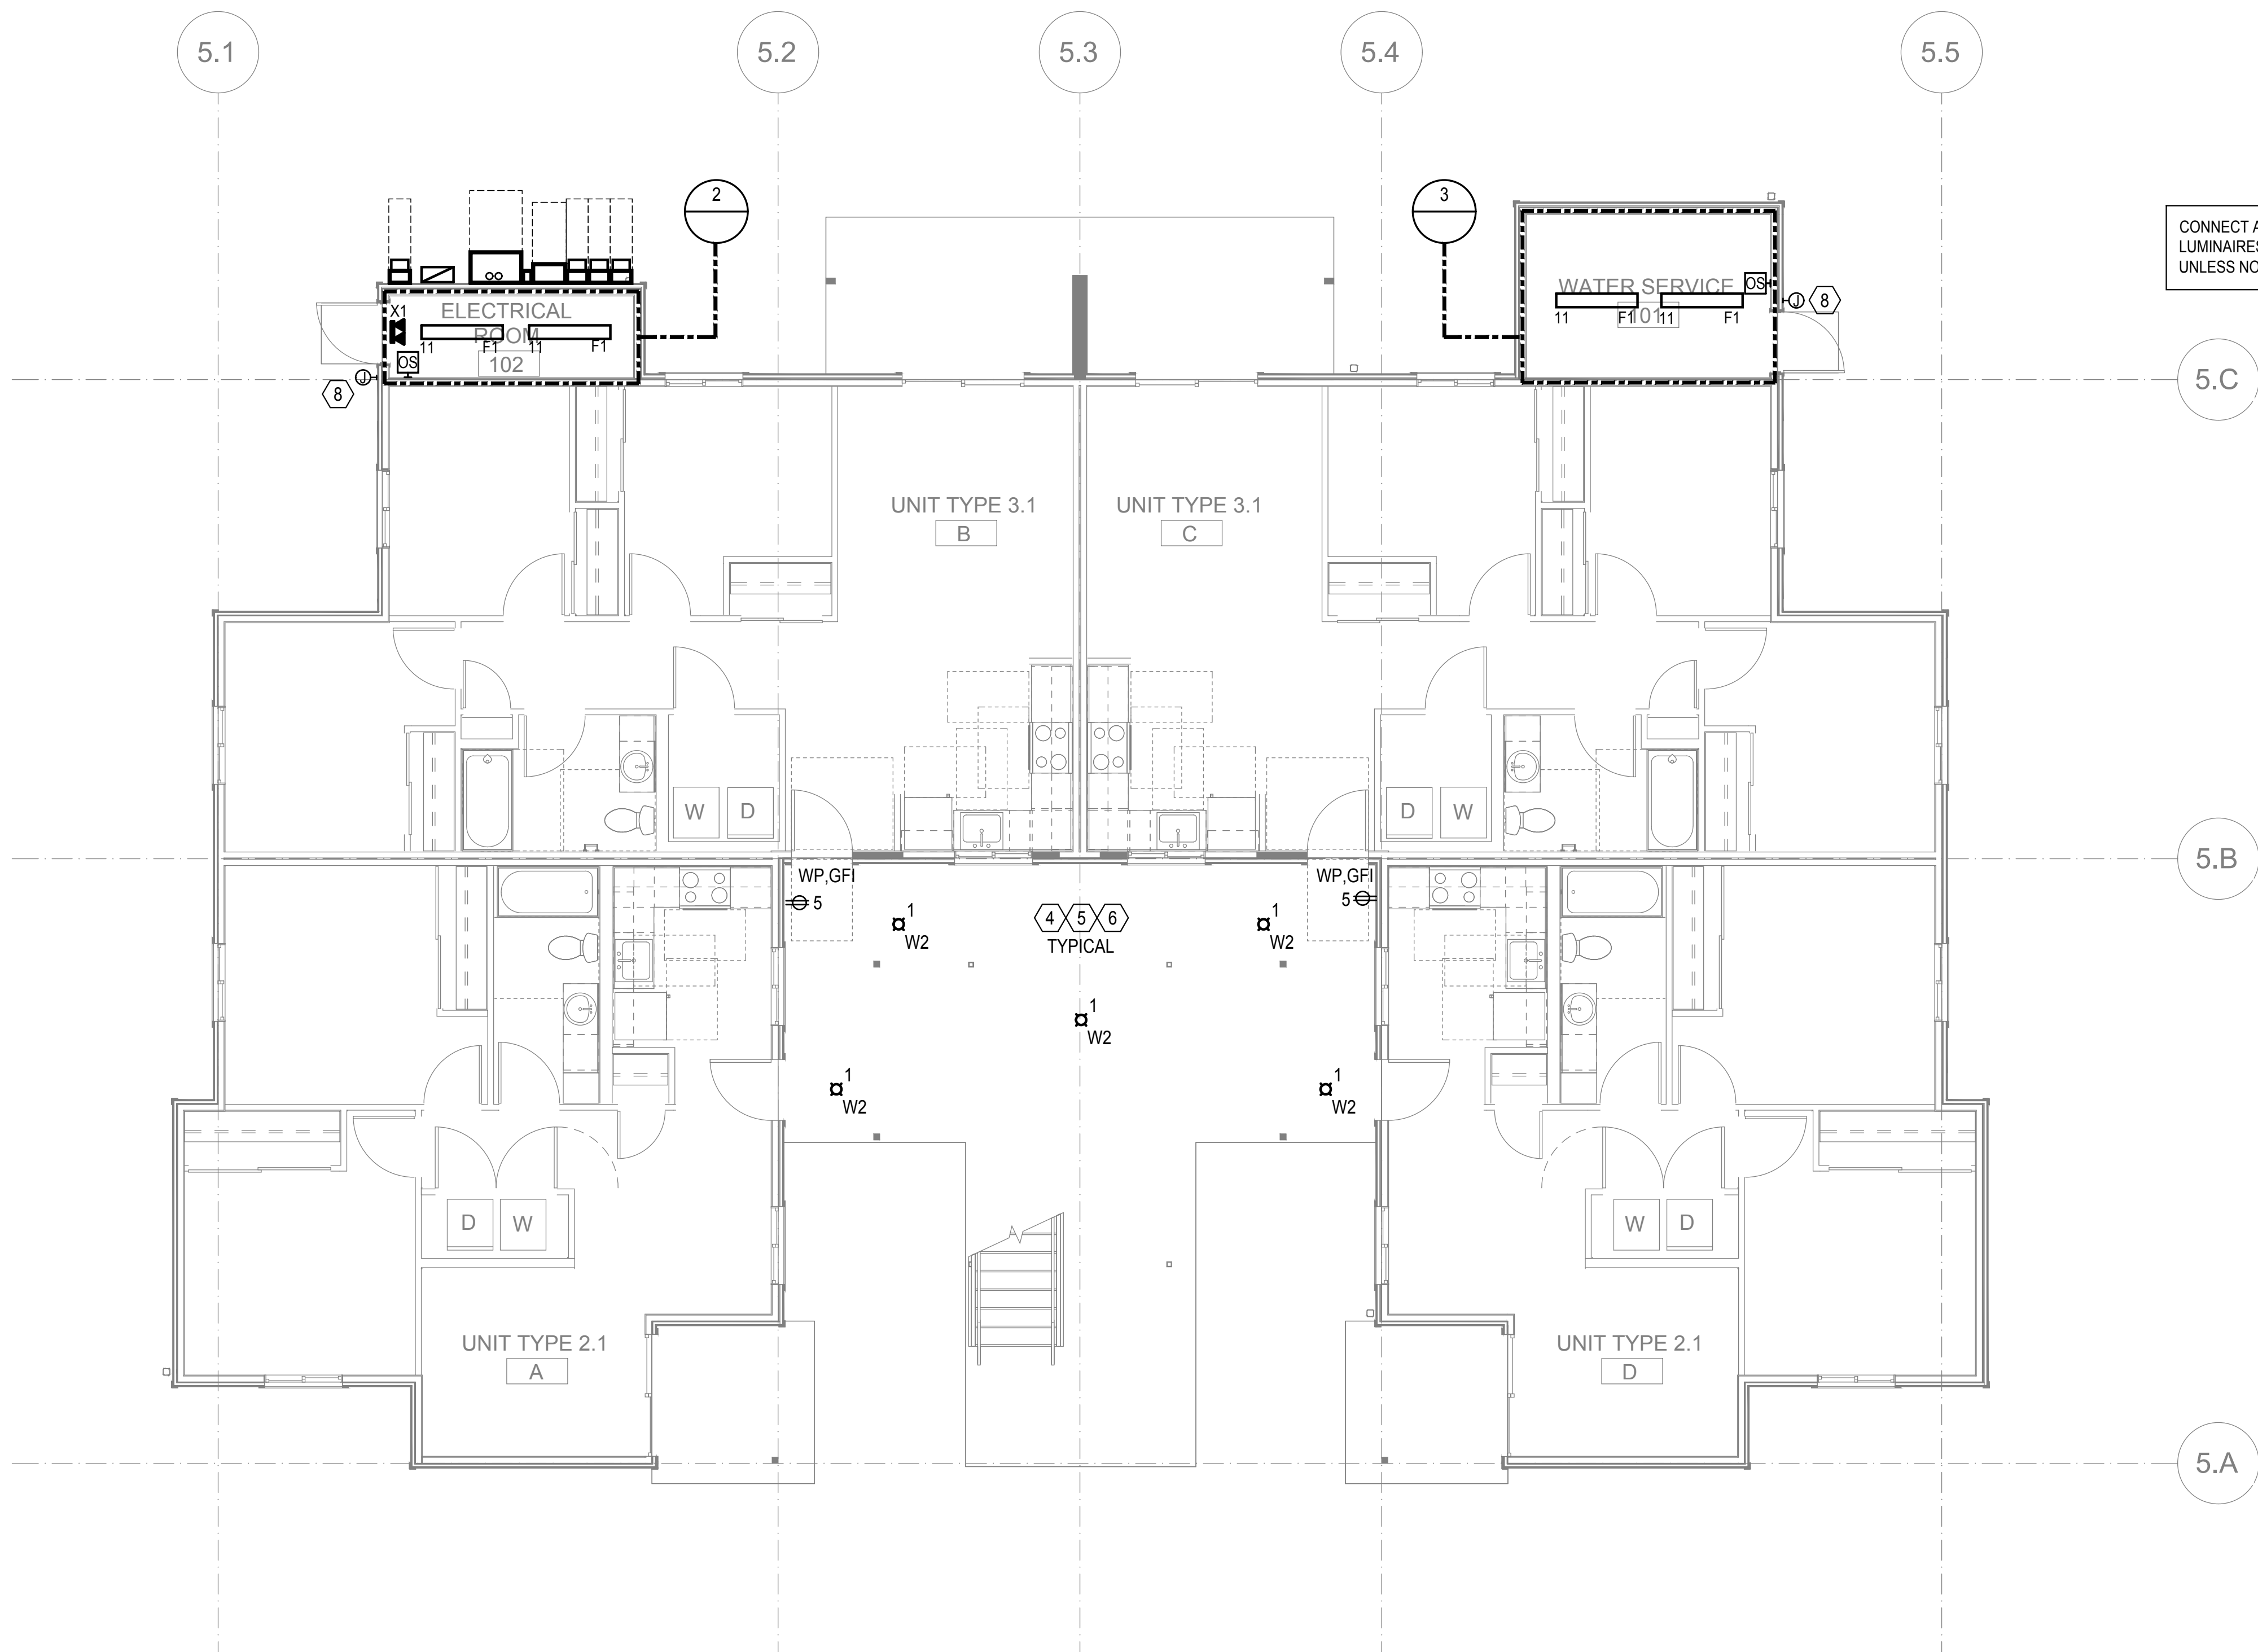 5.1
5.2
5.3
5.4
5.5
2
3
CONNECT A
LUMINAIRES
UNLESS NO
X1
ELECTRICAL
ROOM
102
11
F1
11
F1
OS
J
8
WATER SERVICE
101
OS
11
F1
11
F1
J
8
5.C
UNIT TYPE 3.1
B
UNIT TYPE 3.1
C
W
D
D
W
5.B
WP,GFI
5
WP,GFI
5
4
5
6
TYPICAL
1
W2
1
W2
1
W2
1
W2
1
W2
D
W
W
D
UNIT TYPE 2.1
A
UNIT TYPE 2.1
D
5.A